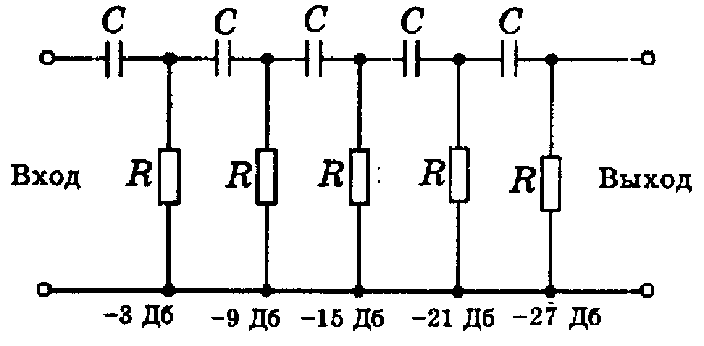 C C C C C
Вход R R R R R Выход
-3 Дб -9 Дб -15 Дб -21 Дб -27 Дб